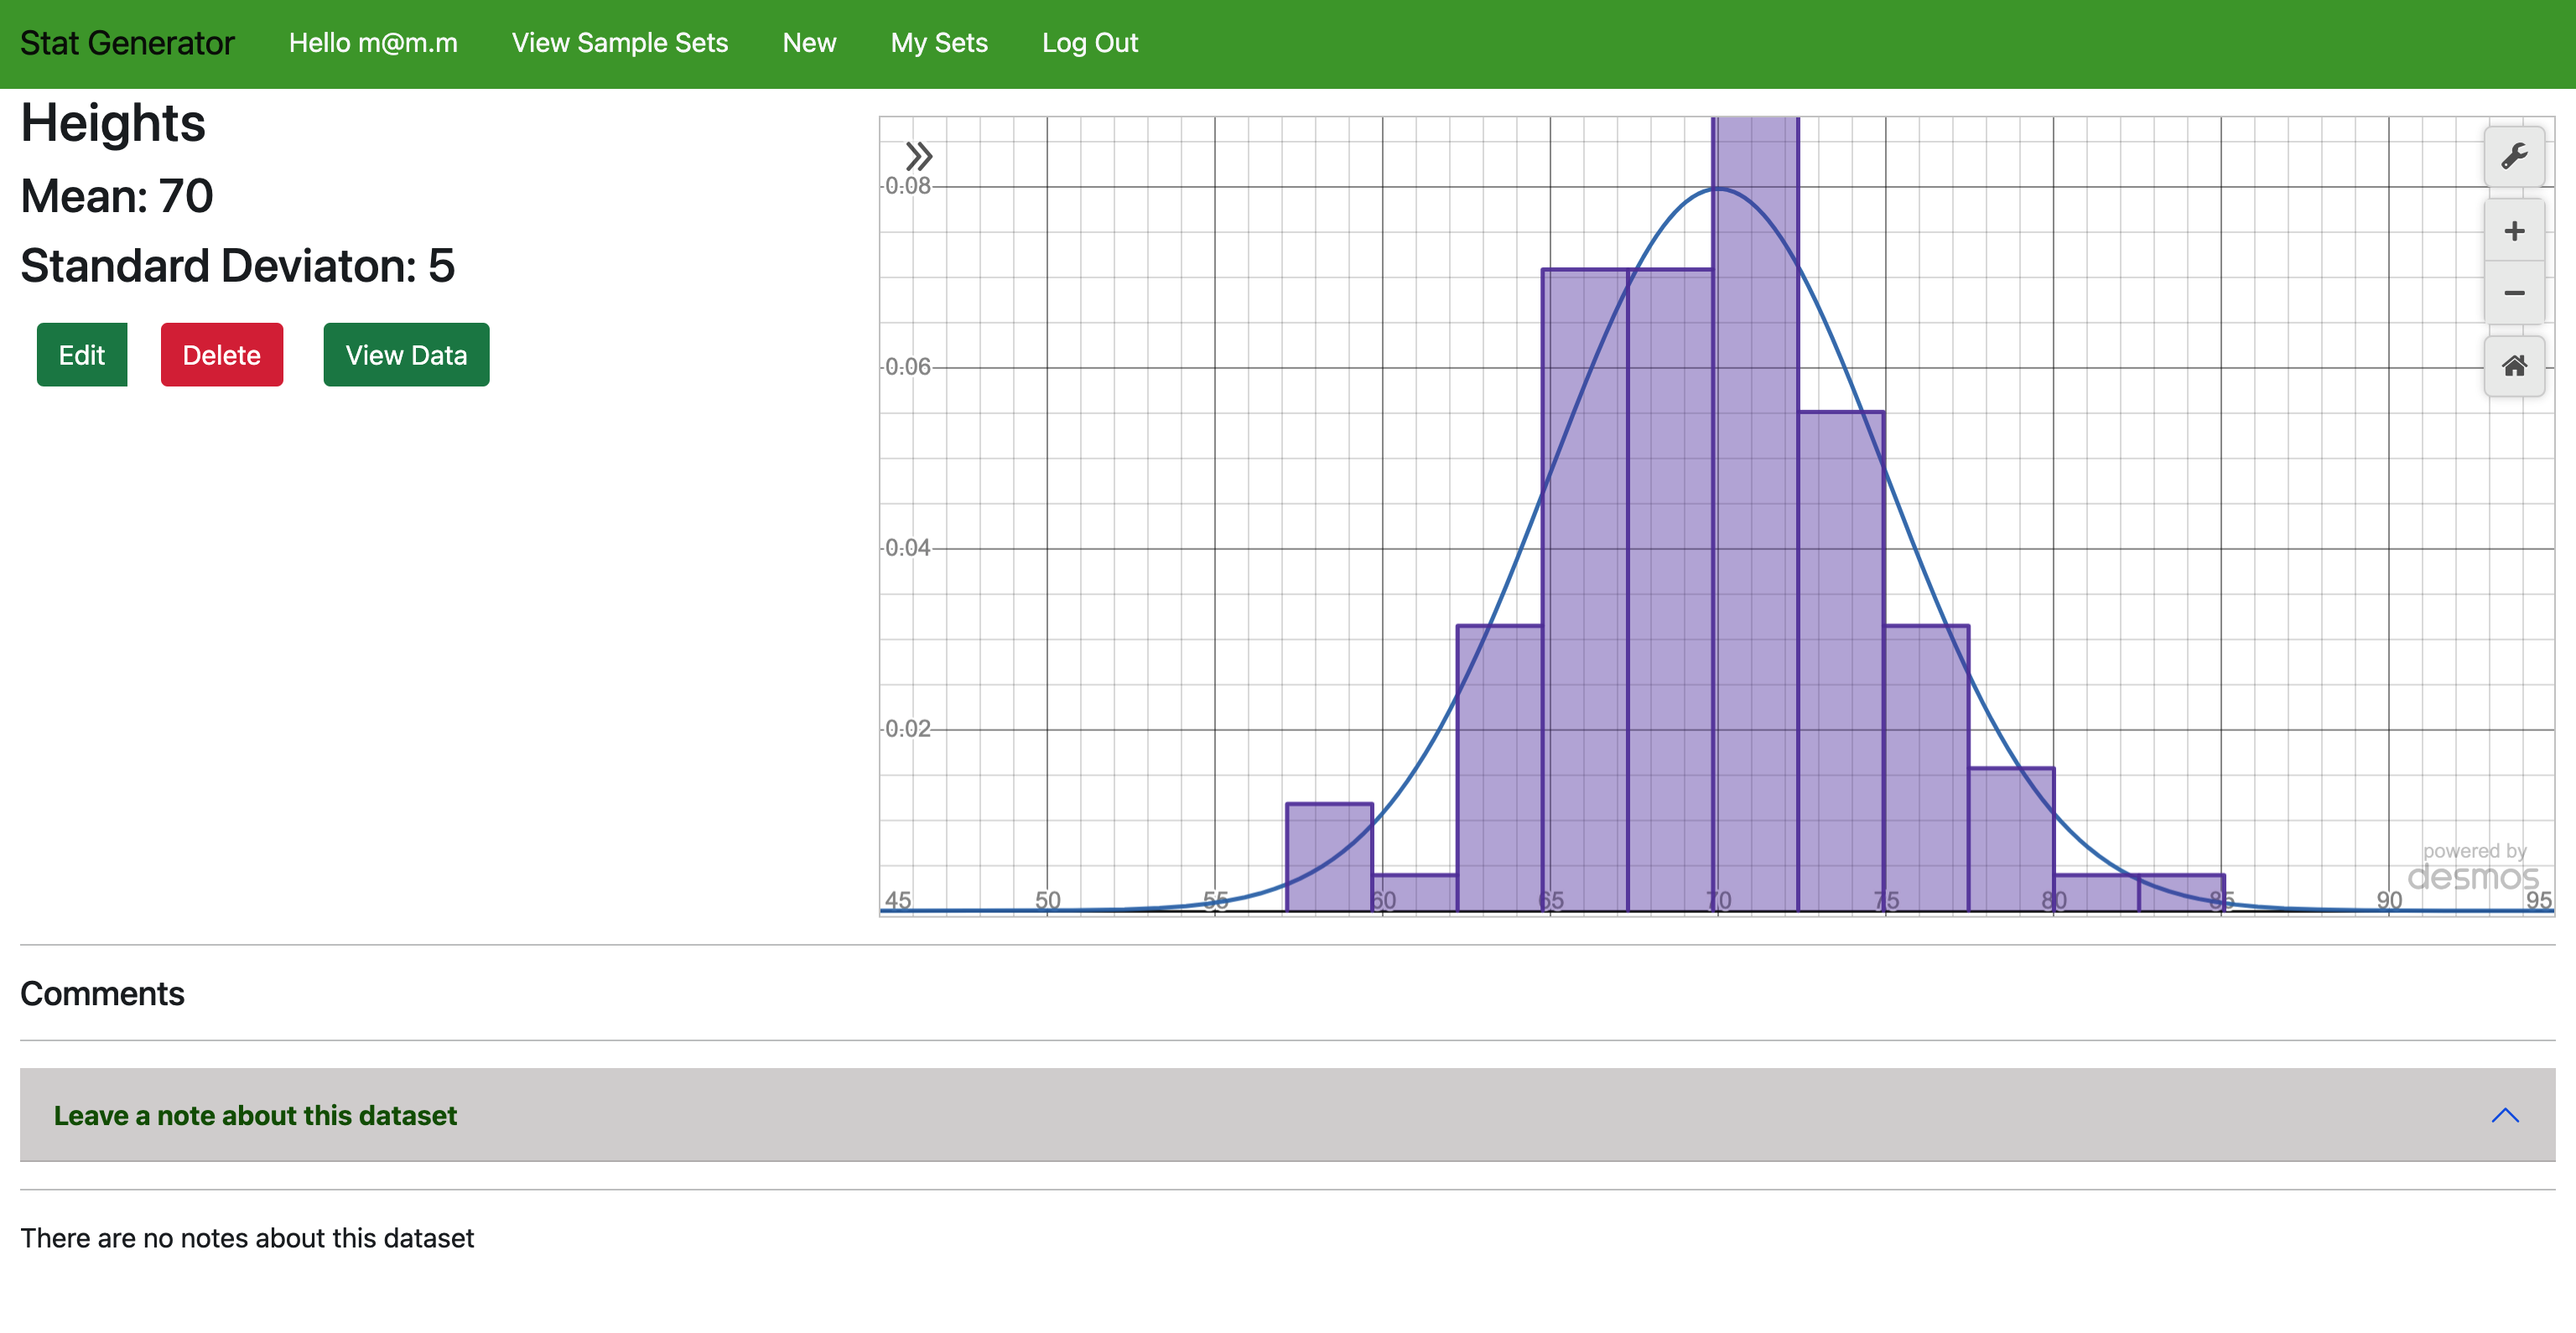 Stat Generator Hello m@m.m View Sample Sets New My Sets Log Out
Heights
Mean: 70
Standard Deviaton: 5
Edit Delete View Data
0.08
0.06
0.04
0.02
45 50 55 60 65 70 75 80 85 90 95
powered by
desmos
Comments
Leave a note about this dataset
There are no notes about this dataset